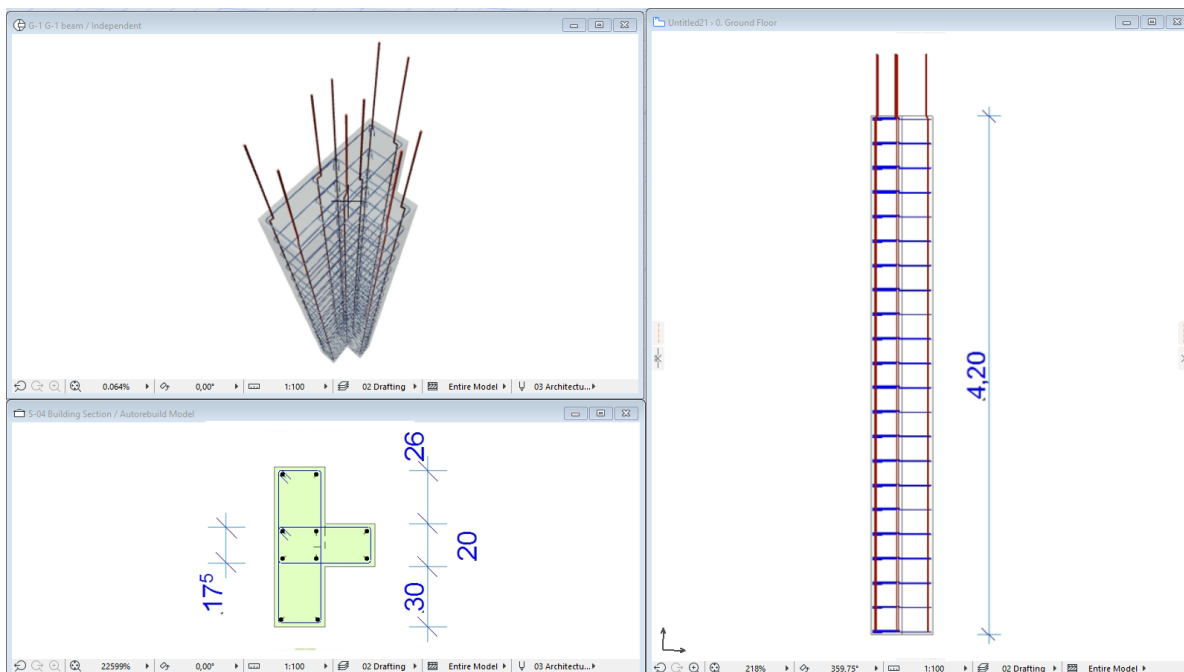 G-1 G-1 beam / Independent
0.064%
0,00°
1:100
02 Drafting
Entire Model
03 Architectu...
S-04 Building Section / Autorebuild Model
26
20
.30
.17⁵
22599%
0,00°
1:100
02 Drafting
Entire Model
03 Architectu...
Untitled21 › 0. Ground Floor
4,20
218%
359.75°
1:100
02 Drafting
Entire Model
03 Architectu...